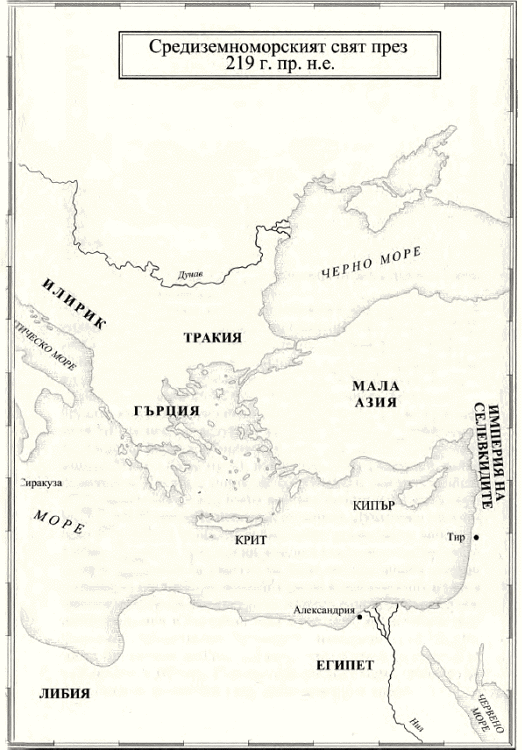 Средиземноморският свят през
219 г. пр. н.е.
Дунав
ЧЕРНО МОРЕ
ИЛИРИК
ТИЧЕСКО МОРЕ
ТРАКИЯ
МАЛА
АЗИЯ
ГЪРЦИЯ
ИМПЕРИЯ НА
СЕЛЕВКИДИТЕ
Сиракуза
КИПЪР
МОРЕ
КРИТ
Тир
Александрия
ЕГИПЕТ
ЛИБИЯ
Нил
ЧЕРВЕНО
МОРЕ